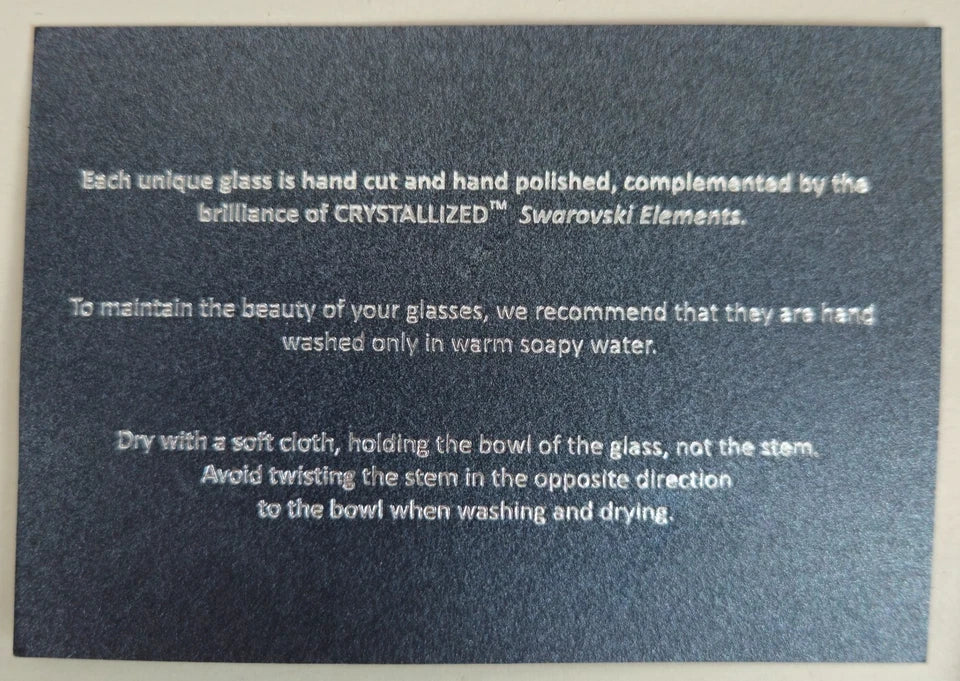 Each unique glass is hand cut and hand polished, complemented by the
brilliance of CRYSTALLIZED™ Swarovski Elements.
To maintain the beauty of your glasses, we recommend that they are hand
washed only in warm soapy water.
Dry with a soft cloth, holding the bowl of the glass, not the stem.
Avoid twisting the stem in the opposite direction
to the bowl when washing and drying.